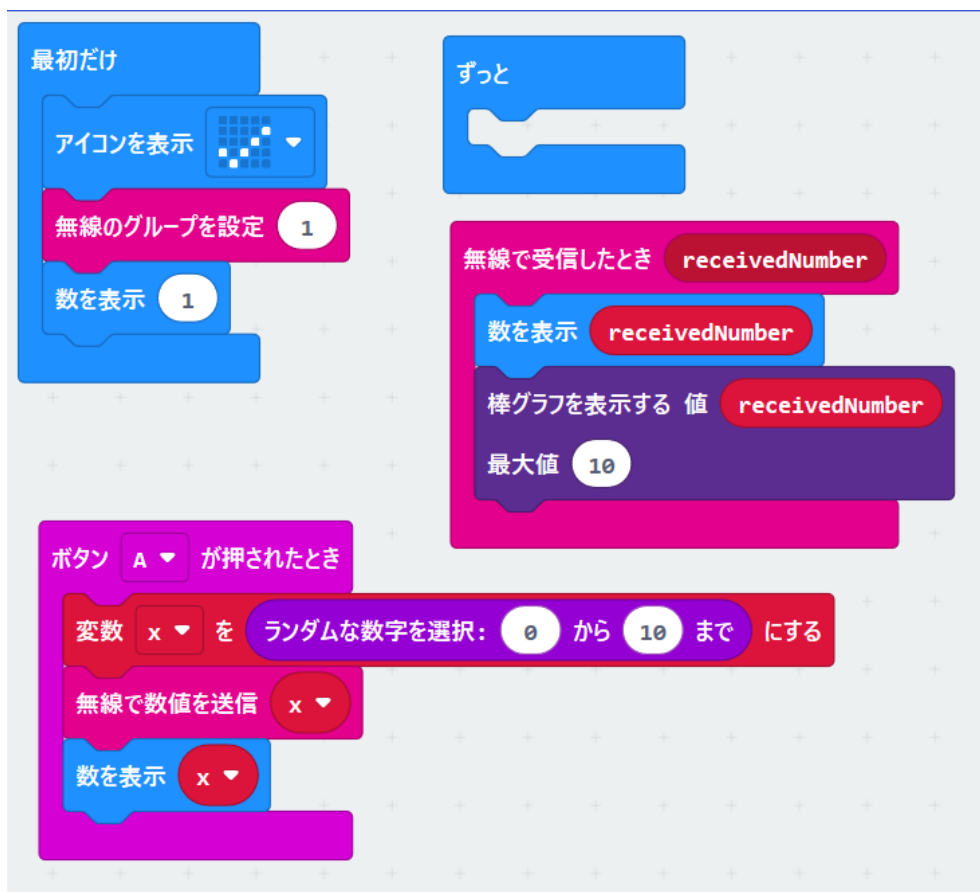 最初だけ
アイコンを表示
無線のグループを設定 1
数を表示 1
ずっと
無線で受信したとき receivedNumber
数を表示 receivedNumber
棒グラフを表示する 値 receivedNumber
最大値 10
ボタン A が押されたとき
変数 x を ランダムな数字を選択: 0 から 10 まで にする
無線で数値を送信 x
数を表示 x